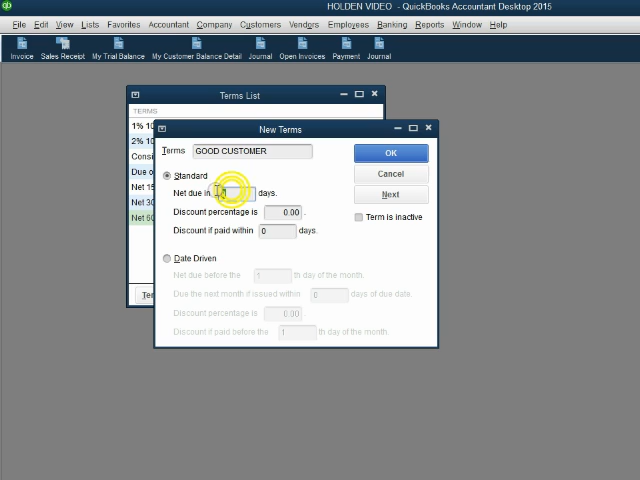 HOLDEN VIDEO - QuickBooks Accountant Desktop 2015
File Edit View Lists Favorites Accountant Company Customers Vendors Employees Banking Reports Window Help
Invoice Sales Receipt My Trial Balance My Customer Balance Detail Journal Open Invoices Payment Journal
Terms List
TERMS
1% 10
2% 10
Consi
Due o
Net 15
Net 30
Net 60
Te
New Terms
Terms GOOD CUSTOMER
OK
Standard
Cancel
Net due in days.
Next
Discount percentage is 0.00 .
Term is inactive
Discount if paid within 0 days.
Date Driven
Net due before the 1 th day of the month.
Due the next month if issued within 0 days of due date.
Discount percentage is 0.00
Discount if paid before the 1 th day of the month.